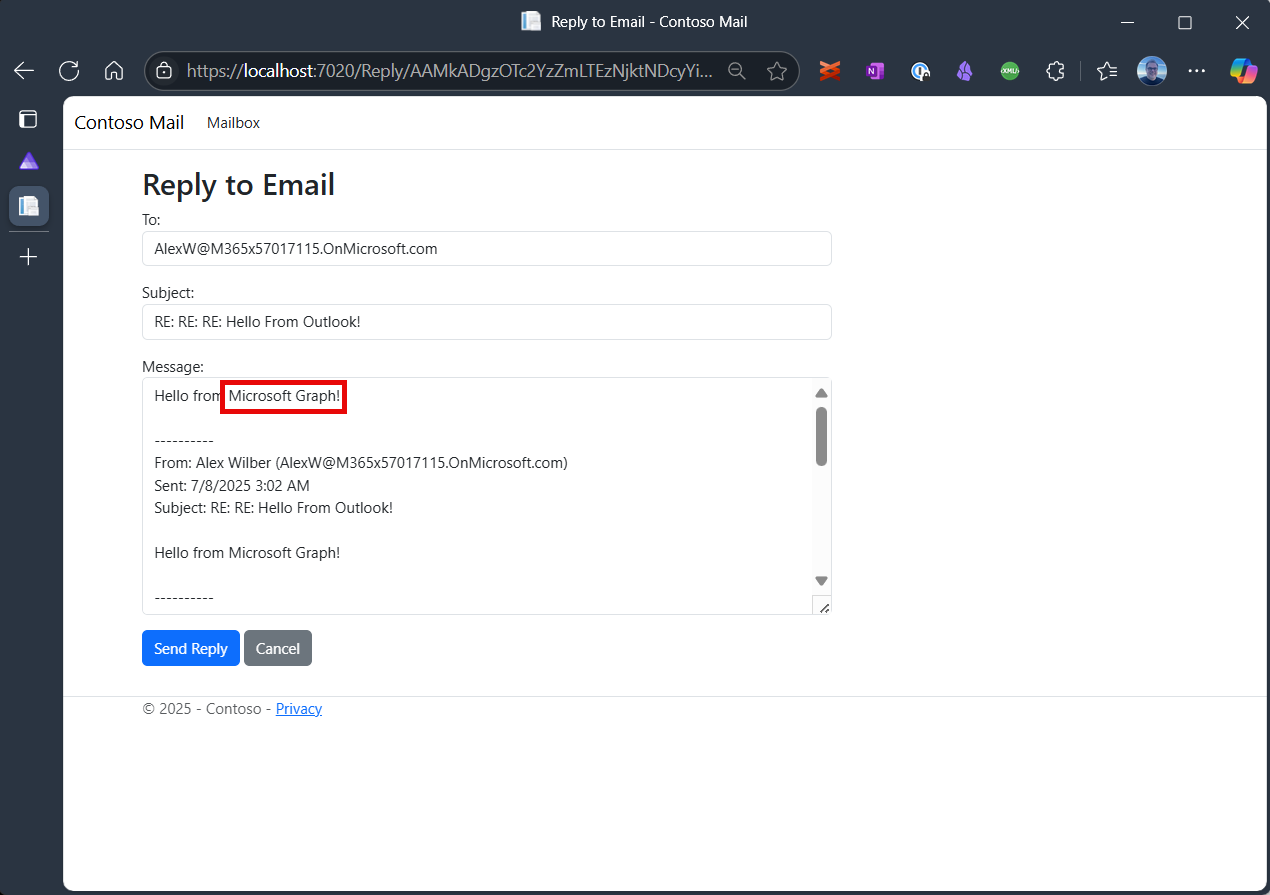 Reply to Email - Contoso Mail
https://localhost:7020/Reply/AAMkADgzOTc2YzZmLTEzNjktNDcyYi...
N
XMU
Contoso Mail Mailbox
Reply to Email
To:
AlexW@M365x57017115.OnMicrosoft.com
Subject:
RE: RE: RE: Hello From Outlook!
Message:
Hello from Microsoft Graph!
----------
From: Alex Wilber (AlexW@M365x57017115.OnMicrosoft.com)
Sent: 7/8/2025 3:02 AM
Subject: RE: RE: Hello From Outlook!
Hello from Microsoft Graph!
----------
Send Reply Cancel
© 2025 - Contoso - Privacy